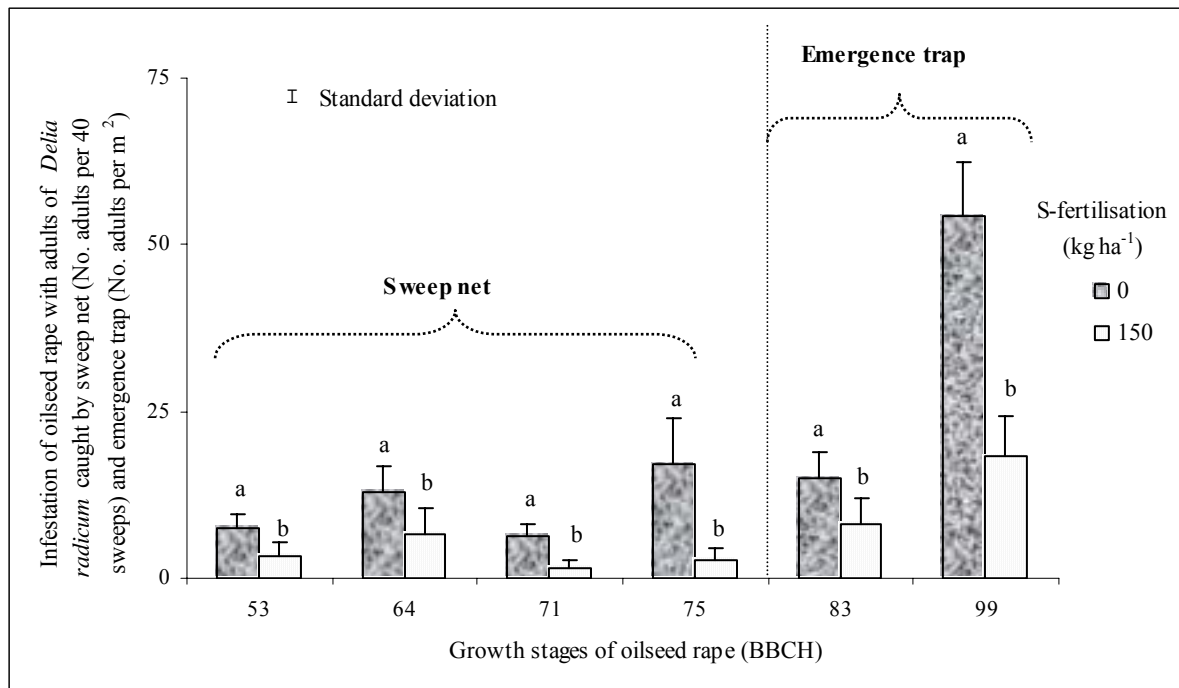 Emergence trap
75
Standard deviation
a
S-fertilisation
(kg ha⁻¹)
0
150
50
Sweep net
b
25
a
a
a
b
b
a
a
b
b
b
0
53 64 71 75 83 99
Growth stages of oilseed rape (BBCH)
Infestation of oilseed rape with adults of Delia
radicum caught by sweep net (No. adults per 40
sweeps) and emergence trap (No. adults per m²)